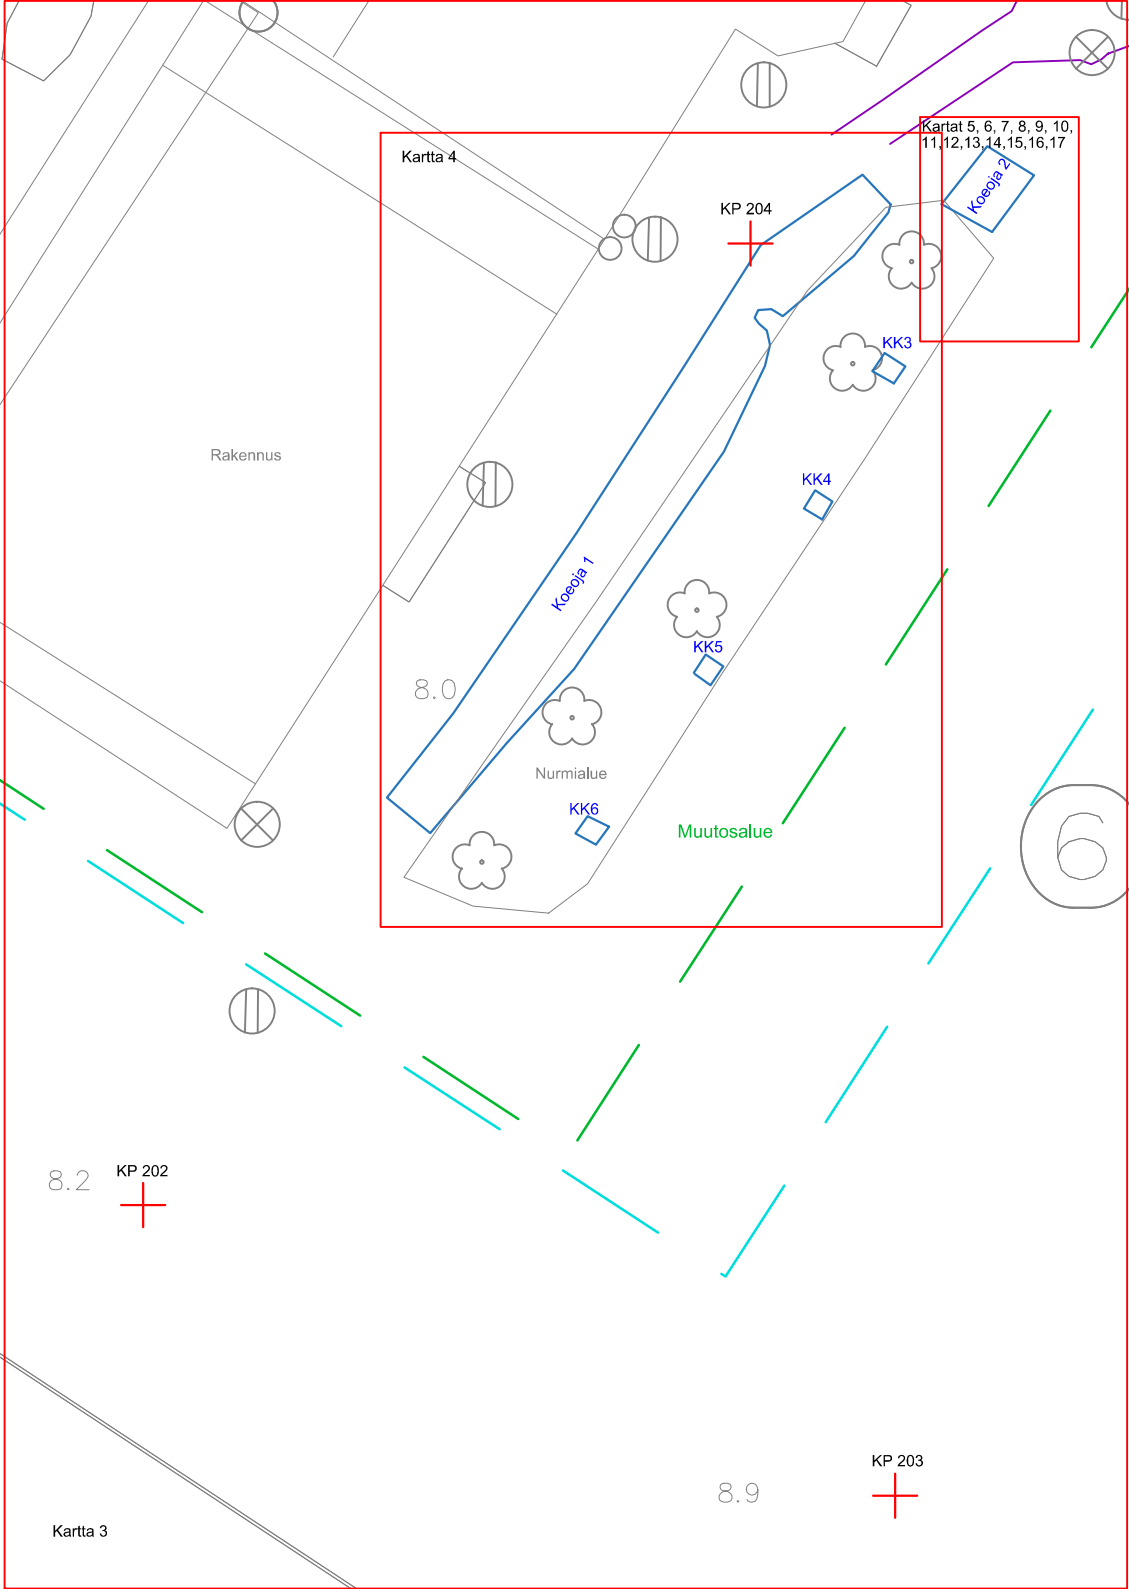 Kartat 5, 6, 7, 8, 9, 10,
11,12,13,14,15,16,17
Kartta 4
Koeoja 2
KP 204
KK3
Rakennus
KK4
Koeoja 1
KK5
8.0
Nurmialue
KK6
Muutosalue
6
KP 202
8.2
KP 203
8.9
Kartta 3